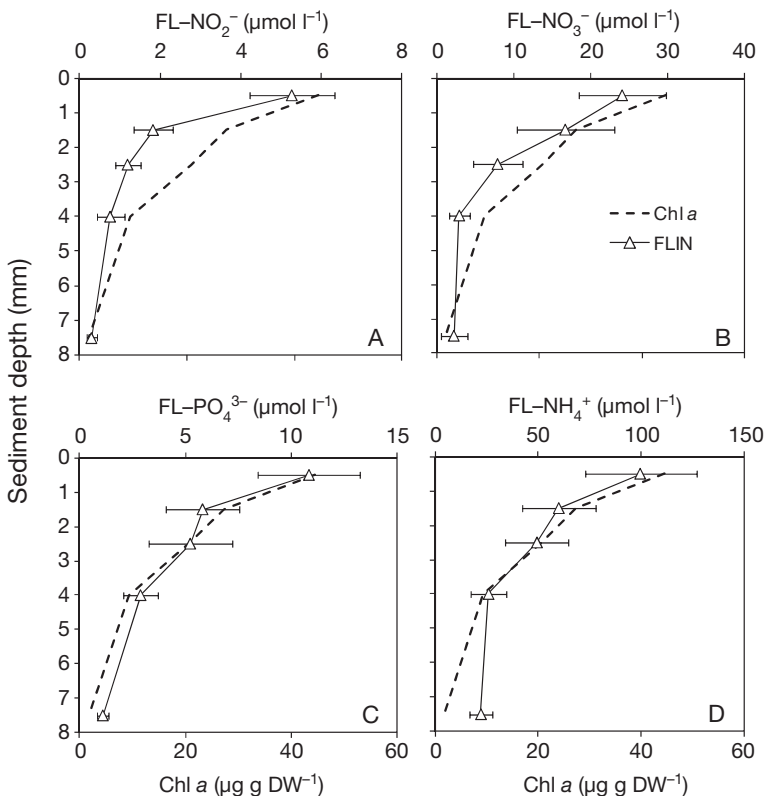 FL–NO₂⁻ (µmol l⁻¹)
FL–NO₃⁻ (µmol l⁻¹)
0 2 4 6 8
0 10 20 30 40
0
1
2
3
4
5
6
7
8
A
Chl a
FLIN
B
Sediment depth (mm)
FL–PO₄³⁻ (µmol l⁻¹)
FL–NH₄⁺ (µmol l⁻¹)
0 5 10 15
0 50 100 150
0
1
2
3
4
5
6
7
8
C
D
0 20 40 60
0 20 40 60
Chl a (µg g DW⁻¹)
Chl a (µg g DW⁻¹)